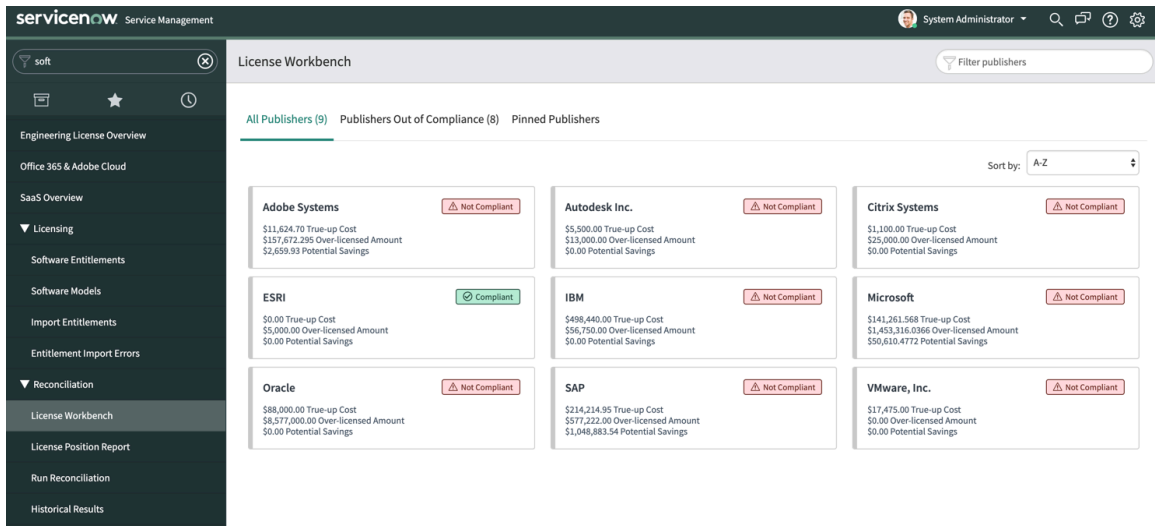 servicenow Service Management
System Administrator
soft
Engineering License Overview
Office 365 & Adobe Cloud
SaaS Overview
Licensing
Software Entitlements
Software Models
Import Entitlements
Entitlement Import Errors
Reconciliation
License Workbench
License Position Report
Run Reconciliation
Historical Results
License Workbench
Filter publishers
All Publishers (9) Publishers Out of Compliance (8) Pinned Publishers
Sort by: A-Z
Adobe Systems Not Compliant
$11,624.70 True-up Cost
$157,672.295 Over-licensed Amount
$2,659.93 Potential Savings
Autodesk Inc. Not Compliant
$5,500.00 True-up Cost
$13,000.00 Over-licensed Amount
$0.00 Potential Savings
Citrix Systems Not Compliant
$1,100.00 True-up Cost
$25,000.00 Over-licensed Amount
$0.00 Potential Savings
ESRI Compliant
$0.00 True-up Cost
$5,000.00 Over-licensed Amount
$0.00 Potential Savings
IBM Not Compliant
$498,440.00 True-up Cost
$56,750.00 Over-licensed Amount
$0.00 Potential Savings
Microsoft Not Compliant
$141,261.568 True-up Cost
$1,453,316.0366 Over-licensed Amount
$50,610.4772 Potential Savings
Oracle Not Compliant
$88,000.00 True-up Cost
$8,577,000.00 Over-licensed Amount
$0.00 Potential Savings
SAP Not Compliant
$214,214.95 True-up Cost
$577,222.00 Over-licensed Amount
$1,048,883.54 Potential Savings
VMware, Inc. Not Compliant
$17,475.00 True-up Cost
$0.00 Over-licensed Amount
$0.00 Potential Savings